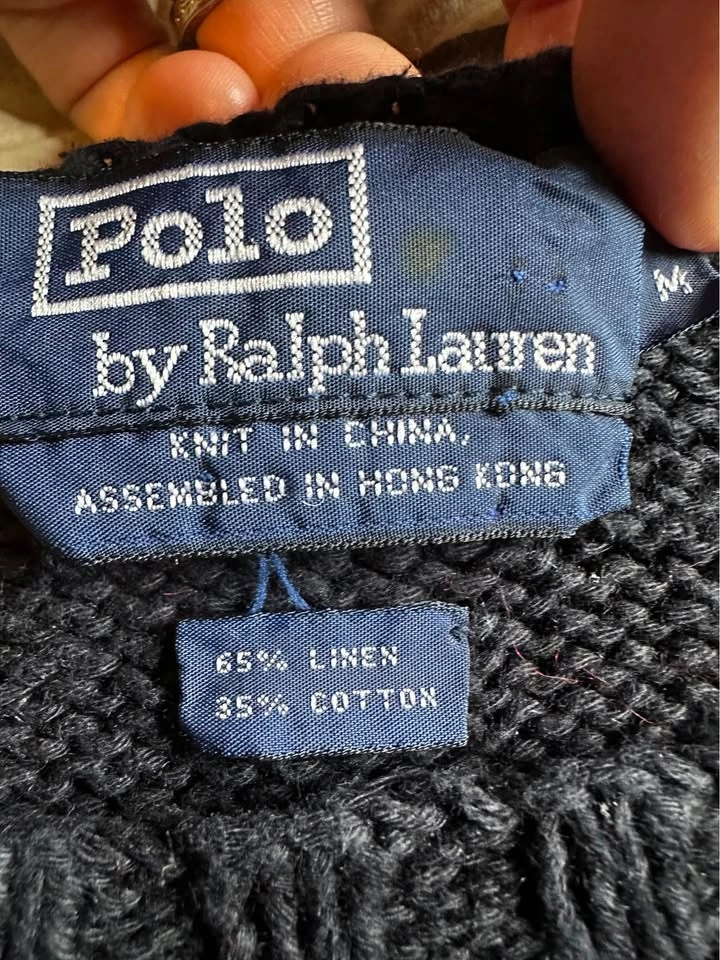 Polo
by Ralph Lauren
M
KNIT IN CHINA,
ASSEMBLED IN HONG KONG
65% LINEN
35% COTTON